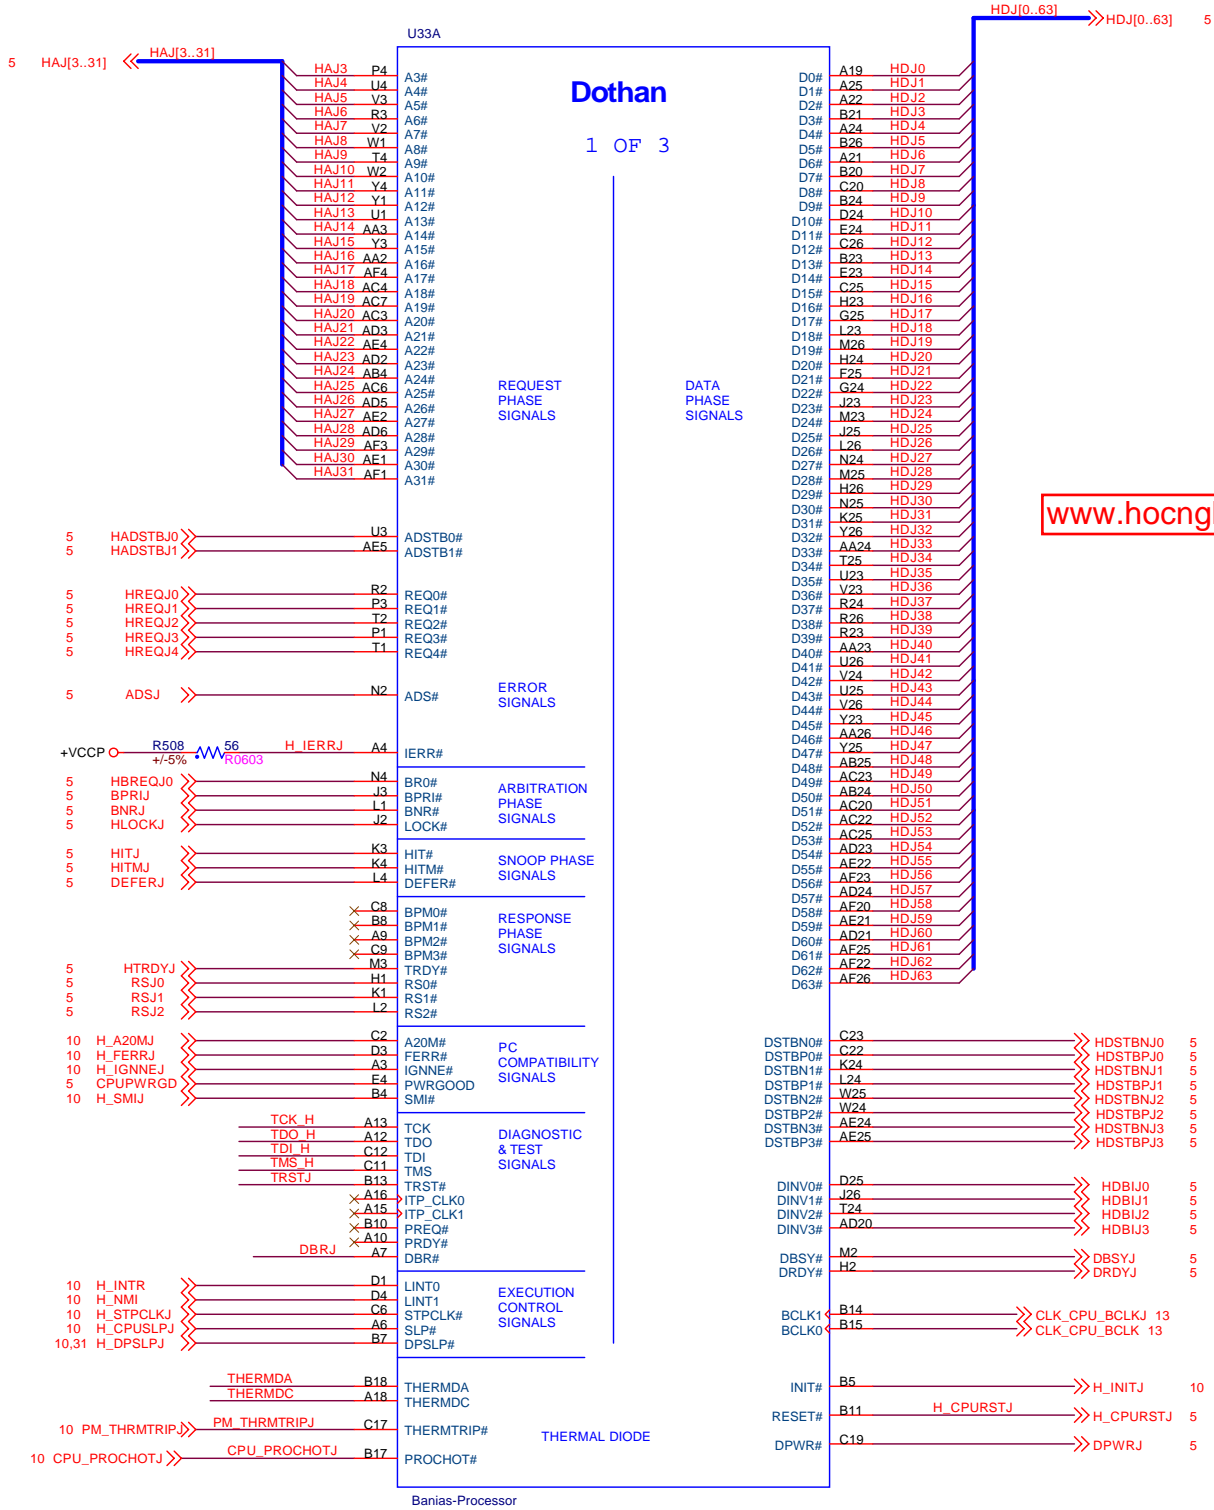 U33A
Dothan
1 OF 3
5 HAJ[3..31] HAJ[3..31]
HDJ[0..63] HDJ[0..63] 5
HAJ3 P4 A3#
HAJ4 U4 A4#
HAJ5 V3 A5#
HAJ6 R3 A6#
HAJ7 V2 A7#
HAJ8 W1 A8#
HAJ9 T4 A9#
HAJ10 W2 A10#
HAJ11 Y4 A11#
HAJ12 Y1 A12#
HAJ13 U1 A13#
HAJ14 AA3 A14#
HAJ15 Y3 A15#
HAJ16 AA2 A16#
HAJ17 AF4 A17#
HAJ18 AC4 A18#
HAJ19 AC7 A19#
HAJ20 AC3 A20#
HAJ21 AD3 A21#
HAJ22 AE4 A22#
HAJ23 AD2 A23#
HAJ24 AB4 A24#
HAJ25 AC6 A25#
HAJ26 AD5 A26#
HAJ27 AE2 A27#
HAJ28 AD6 A28#
HAJ29 AF3 A29#
HAJ30 AE1 A30#
HAJ31 AF1 A31#
REQUEST
PHASE
SIGNALS
5 HADSTBJ0 U3 ADSTB0#
5 HADSTBJ1 AE5 ADSTB1#
5 HREQJ0 R2 REQ0#
5 HREQJ1 P3 REQ1#
5 HREQJ2 T2 REQ2#
5 HREQJ3 P1 REQ3#
5 HREQJ4 T1 REQ4#
5 ADSJ N2 ADS#
ERROR
SIGNALS
+VCCP R508 56 H_IERRJ A4 IERR#
+/-5% R0603
5 HBREQJ0 N4 BR0#
5 BPRIJ J3 BPRI#
5 BNRJ L1 BNR#
5 HLOCKJ J2 LOCK#
ARBITRATION
PHASE
SIGNALS
5 HITJ K3 HIT#
5 HITMJ K4 HITM#
5 DEFERJ L4 DEFER#
SNOOP PHASE
SIGNALS
C8 BPM0#
B8 BPM1#
A9 BPM2#
C9 BPM3#
5 HTRDYJ M3 TRDY#
5 RSJ0 H1 RS0#
5 RSJ1 K1 RS1#
5 RSJ2 L2 RS2#
RESPONSE
PHASE
SIGNALS
10 H_A20MJ C2 A20M#
10 H_FERRJ D3 FERR#
10 H_IGNNEJ A3 IGNNE#
5 CPUPWRGD E4 PWRGOOD
10 H_SMIJ B4 SMI#
PC
COMPATIBILITY
SIGNALS
TCK_H A13 TCK
TDO_H A12 TDO
TDI_H C12 TDI
TMS_H C11 TMS
TRSTJ B13 TRST#
A16 ITP_CLK0
A15 ITP_CLK1
B10 PREQ#
A10 PRDY#
DBRJ A7 DBR#
DIAGNOSTIC
& TEST
SIGNALS
10 H_INTR D1 LINT0
10 H_NMI D4 LINT1
10 H_STPCLKJ C6 STPCLK#
10 H_CPUSLPJ A6 SLP#
10,31 H_DPSLPJ B7 DPSLP#
EXECUTION
CONTROL
SIGNALS
THERMDA B18 THERMDA
THERMDC A18 THERMDC
10 PM_THRMTRIPJ PM_THRMTRIPJ C17 THERMTRIP#
10 CPU_PROCHOTJ CPU_PROCHOTJ B17 PROCHOT#
THERMAL DIODE
DATA
PHASE
SIGNALS
D0# A19 HDJ0
D1# A25 HDJ1
D2# A22 HDJ2
D3# B21 HDJ3
D4# A24 HDJ4
D5# B26 HDJ5
D6# A21 HDJ6
D7# B20 HDJ7
D8# C20 HDJ8
D9# B24 HDJ9
D10# D24 HDJ10
D11# E24 HDJ11
D12# C26 HDJ12
D13# B23 HDJ13
D14# E23 HDJ14
D15# C25 HDJ15
D16# H23 HDJ16
D17# G25 HDJ17
D18# L23 HDJ18
D19# M26 HDJ19
D20# H24 HDJ20
D21# F25 HDJ21
D22# G24 HDJ22
D23# J23 HDJ23
D24# M23 HDJ24
D25# J25 HDJ25
D26# L26 HDJ26
D27# N24 HDJ27
D28# M25 HDJ28
D29# H26 HDJ29
D30# N25 HDJ30
D31# K25 HDJ31
D32# Y26 HDJ32
D33# AA24 HDJ33
D34# T25 HDJ34
D35# U23 HDJ35
D36# V23 HDJ36
D37# R24 HDJ37
D38# R26 HDJ38
D39# R23 HDJ39
D40# AA23 HDJ40
D41# U26 HDJ41
D42# V24 HDJ42
D43# U25 HDJ43
D44# V26 HDJ44
D45# Y23 HDJ45
D46# AA26 HDJ46
D47# Y25 HDJ47
D48# AB25 HDJ48
D49# AC23 HDJ49
D50# AB24 HDJ50
D51# AC20 HDJ51
D52# AC22 HDJ52
D53# AC25 HDJ53
D54# AD23 HDJ54
D55# AE22 HDJ55
D56# AF23 HDJ56
D57# AD24 HDJ57
D58# AF20 HDJ58
D59# AE21 HDJ59
D60# AD21 HDJ60
D61# AF25 HDJ61
D62# AF22 HDJ62
D63# AF26 HDJ63
DSTBN0# C23 HDSTBNJ0 5
DSTBP0# C22 HDSTBPJ0 5
DSTBN1# K24 HDSTBNJ1 5
DSTBP1# L24 HDSTBPJ1 5
DSTBN2# W25 HDSTBNJ2 5
DSTBP2# W24 HDSTBPJ2 5
DSTBN3# AE24 HDSTBNJ3 5
DSTBP3# AE25 HDSTBPJ3 5
DINV0# D25 HDBIJ0 5
DINV1# J26 HDBIJ1 5
DINV2# T24 HDBIJ2 5
DINV3# AD20 HDBIJ3 5
DBSY# M2 DBSYJ 5
DRDY# H2 DRDYJ 5
BCLK1 B14 CLK_CPU_BCLKJ 13
BCLK0 B15 CLK_CPU_BCLK 13
INIT# B5 H_INITJ 10
RESET# B11 H_CPURSTJ H_CPURSTJ 5
DPWR# C19 DPWRJ 5
Banias-Processor